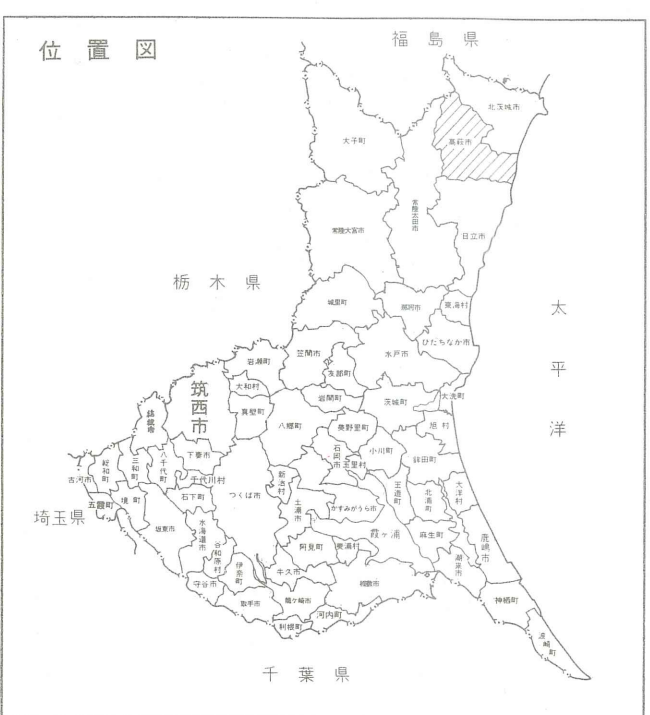 位置図
福島県
北茨城市
高萩市
大子町
常陸太田市
日立市
常陸大宮市
栃木県
城里町
那珂市
東海村
太平洋
ひたちなか市
水戸市
笠間市
友部町
岩瀬町
大和村
筑西市
真壁町
岩間町
茨城町
大洗町
八郷町
美野里町
旭村
結城市
下妻市
八千代町
三和町
総和町
古河市
五霞町
境町
千代川村
石下町
つくば市
新治村
石岡市
玉里村
小川町
鉾田町
玉造町
北浦町
大洋村
土浦市
かすみがうら市
霞ヶ浦
麻生町
鹿嶋市
潮来市
埼玉県
坂東市
水海道市
谷和原村
伊奈町
阿見町
美浦村
牛久市
守谷市
取手市
龍ケ崎市
稲敷市
河内町
利根町
神栖町
波崎町
千葉県